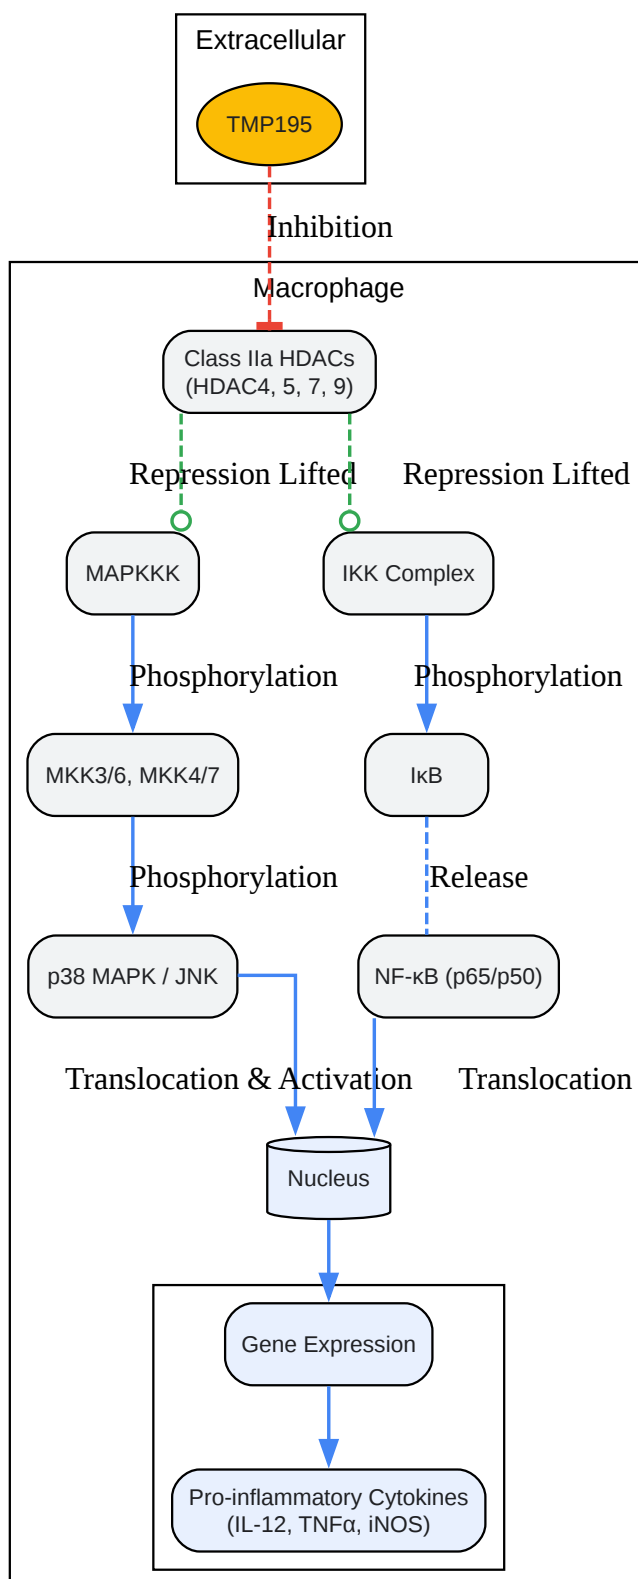 Extracellular
TMP195
Inhibition
Macrophage
Class IIa HDACs
(HDAC4, 5, 7, 9)
Repression Lifted
Repression Lifted
MAPKKK
IKK Complex
Phosphorylation
Phosphorylation
MKK3/6, MKK4/7
IκB
Phosphorylation
Release
p38 MAPK / JNK
NF-κB (p65/p50)
Translocation & Activation
Translocation
Nucleus
Gene Expression
Pro-inflammatory Cytokines
(IL-12, TNFα, iNOS)